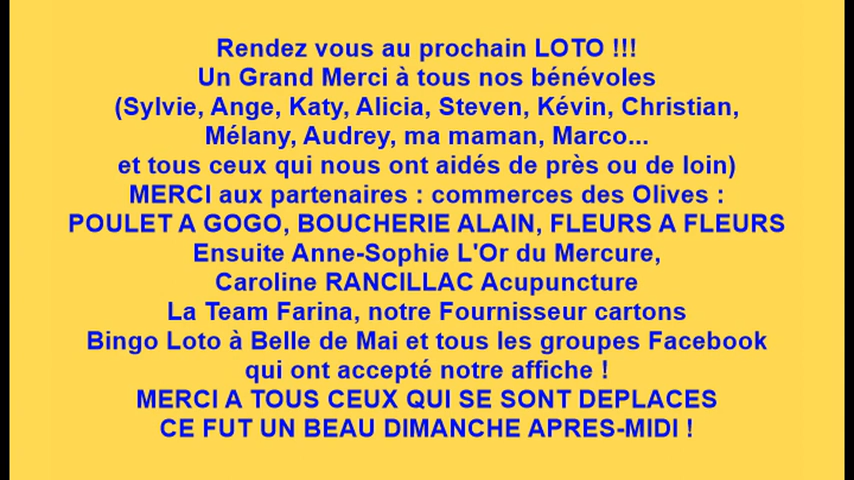 Rendez vous au prochain LOTO !!!
Un Grand Merci à tous nos bénévoles
(Sylvie, Ange, Katy, Alicia, Steven, Kévin, Christian,
Mélany, Audrey, ma maman, Marco...
et tous ceux qui nous ont aidés de près ou de loin)
MERCI aux partenaires : commerces des Olives :
POULET A GOGO, BOUCHERIE ALAIN, FLEURS A FLEURS
Ensuite Anne-Sophie L'Or du Mercure,
Caroline RANCILLAC Acupuncture
La Team Farina, notre Fournisseur cartons
Bingo Loto à Belle de Mai et tous les groupes Facebook
qui ont accepté notre affiche !
MERCI A TOUS CEUX QUI SE SONT DEPLACES
CE FUT UN BEAU DIMANCHE APRES-MIDI !